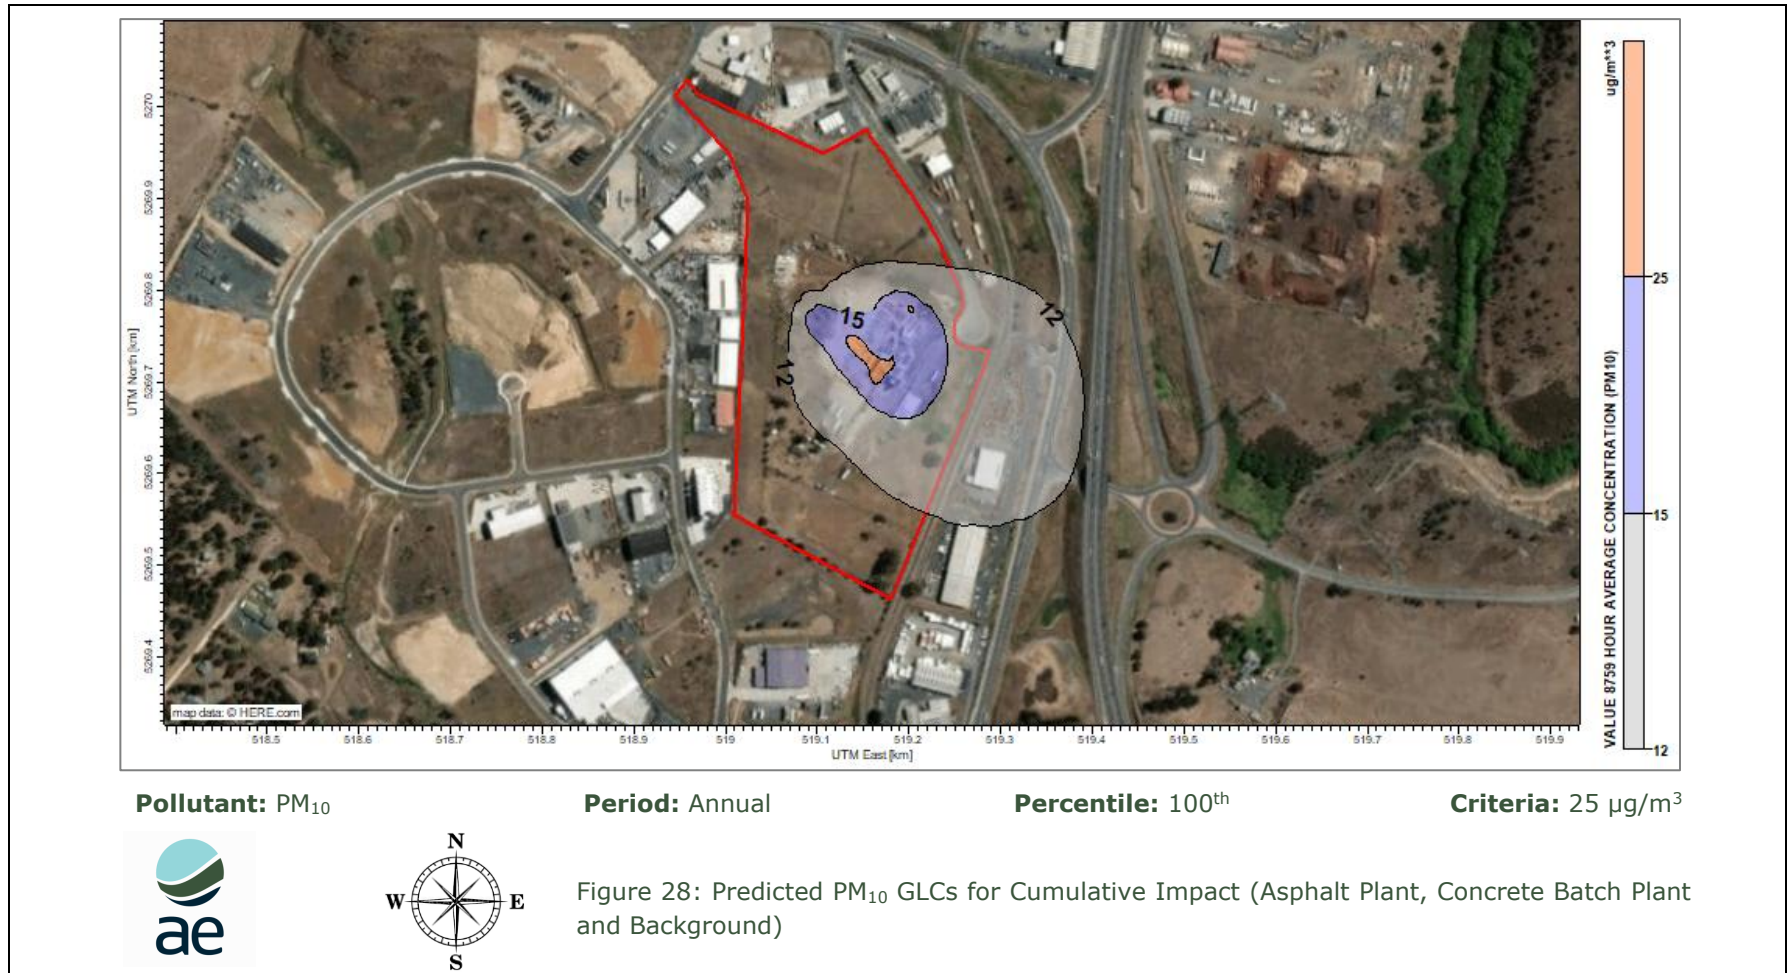 5270
5269.9
5269.8
5269.7
5269.6
5269.5
5269.4
UTM North [km]
15
12
12
map data: © HERE.com
518.5 518.6 518.7 518.8 518.9 519 519.1 519.2 519.3 519.4 519.5 519.6 519.7 519.8 519.9
UTM East [km]
ug/m**3
VALUE 8759 HOUR AVERAGE CONCENTRATION (PM10)
25
15
12
Pollutant: PM₁₀ Period: Annual Percentile: 100ᵗʰ Criteria: 25 µg/m³
ae
N
W E
S
Figure 28: Predicted PM₁₀ GLCs for Cumulative Impact (Asphalt Plant, Concrete Batch Plant
and Background)